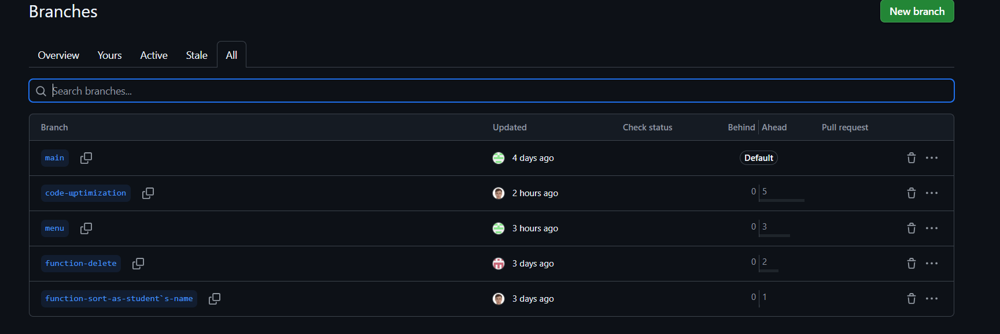 Branches
New branch
Overview Yours Active Stale All
Search branches...
Branch Updated Check status Behind Ahead Pull request
main 4 days ago Default
code-щptimization 2 hours ago 0 5
menu 3 hours ago 0 3
function-delete 3 days ago 0 2
function-sort-as-student`s-name 3 days ago 0 1